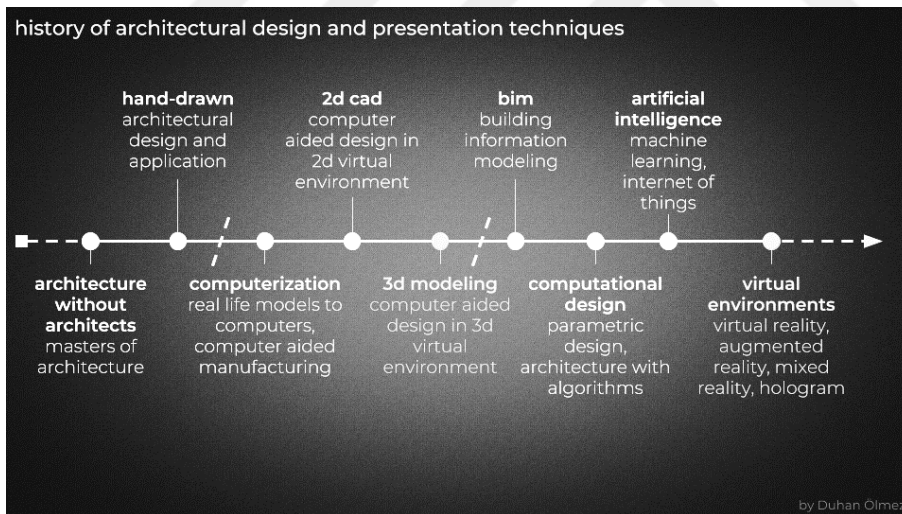 history of architectural design and presentation techniques
hand-drawn
architectural
design and
application
2d cad
computer
aided design in
2d virtual
environment
bim
building
information
modeling
artificial
intelligence
machine
learning,
internet of
things
architecture
without
architects
masters of
architecture
computerization
real life models to
computers,
computer aided
manufacturing
3d modeling
computer aided
design in 3d
virtual
environment
computational
design
parametric
design,
architecture with
algorithms
virtual
environments
virtual reality,
augmented
reality, mixed
reality, hologram
by Duhan Ölmez